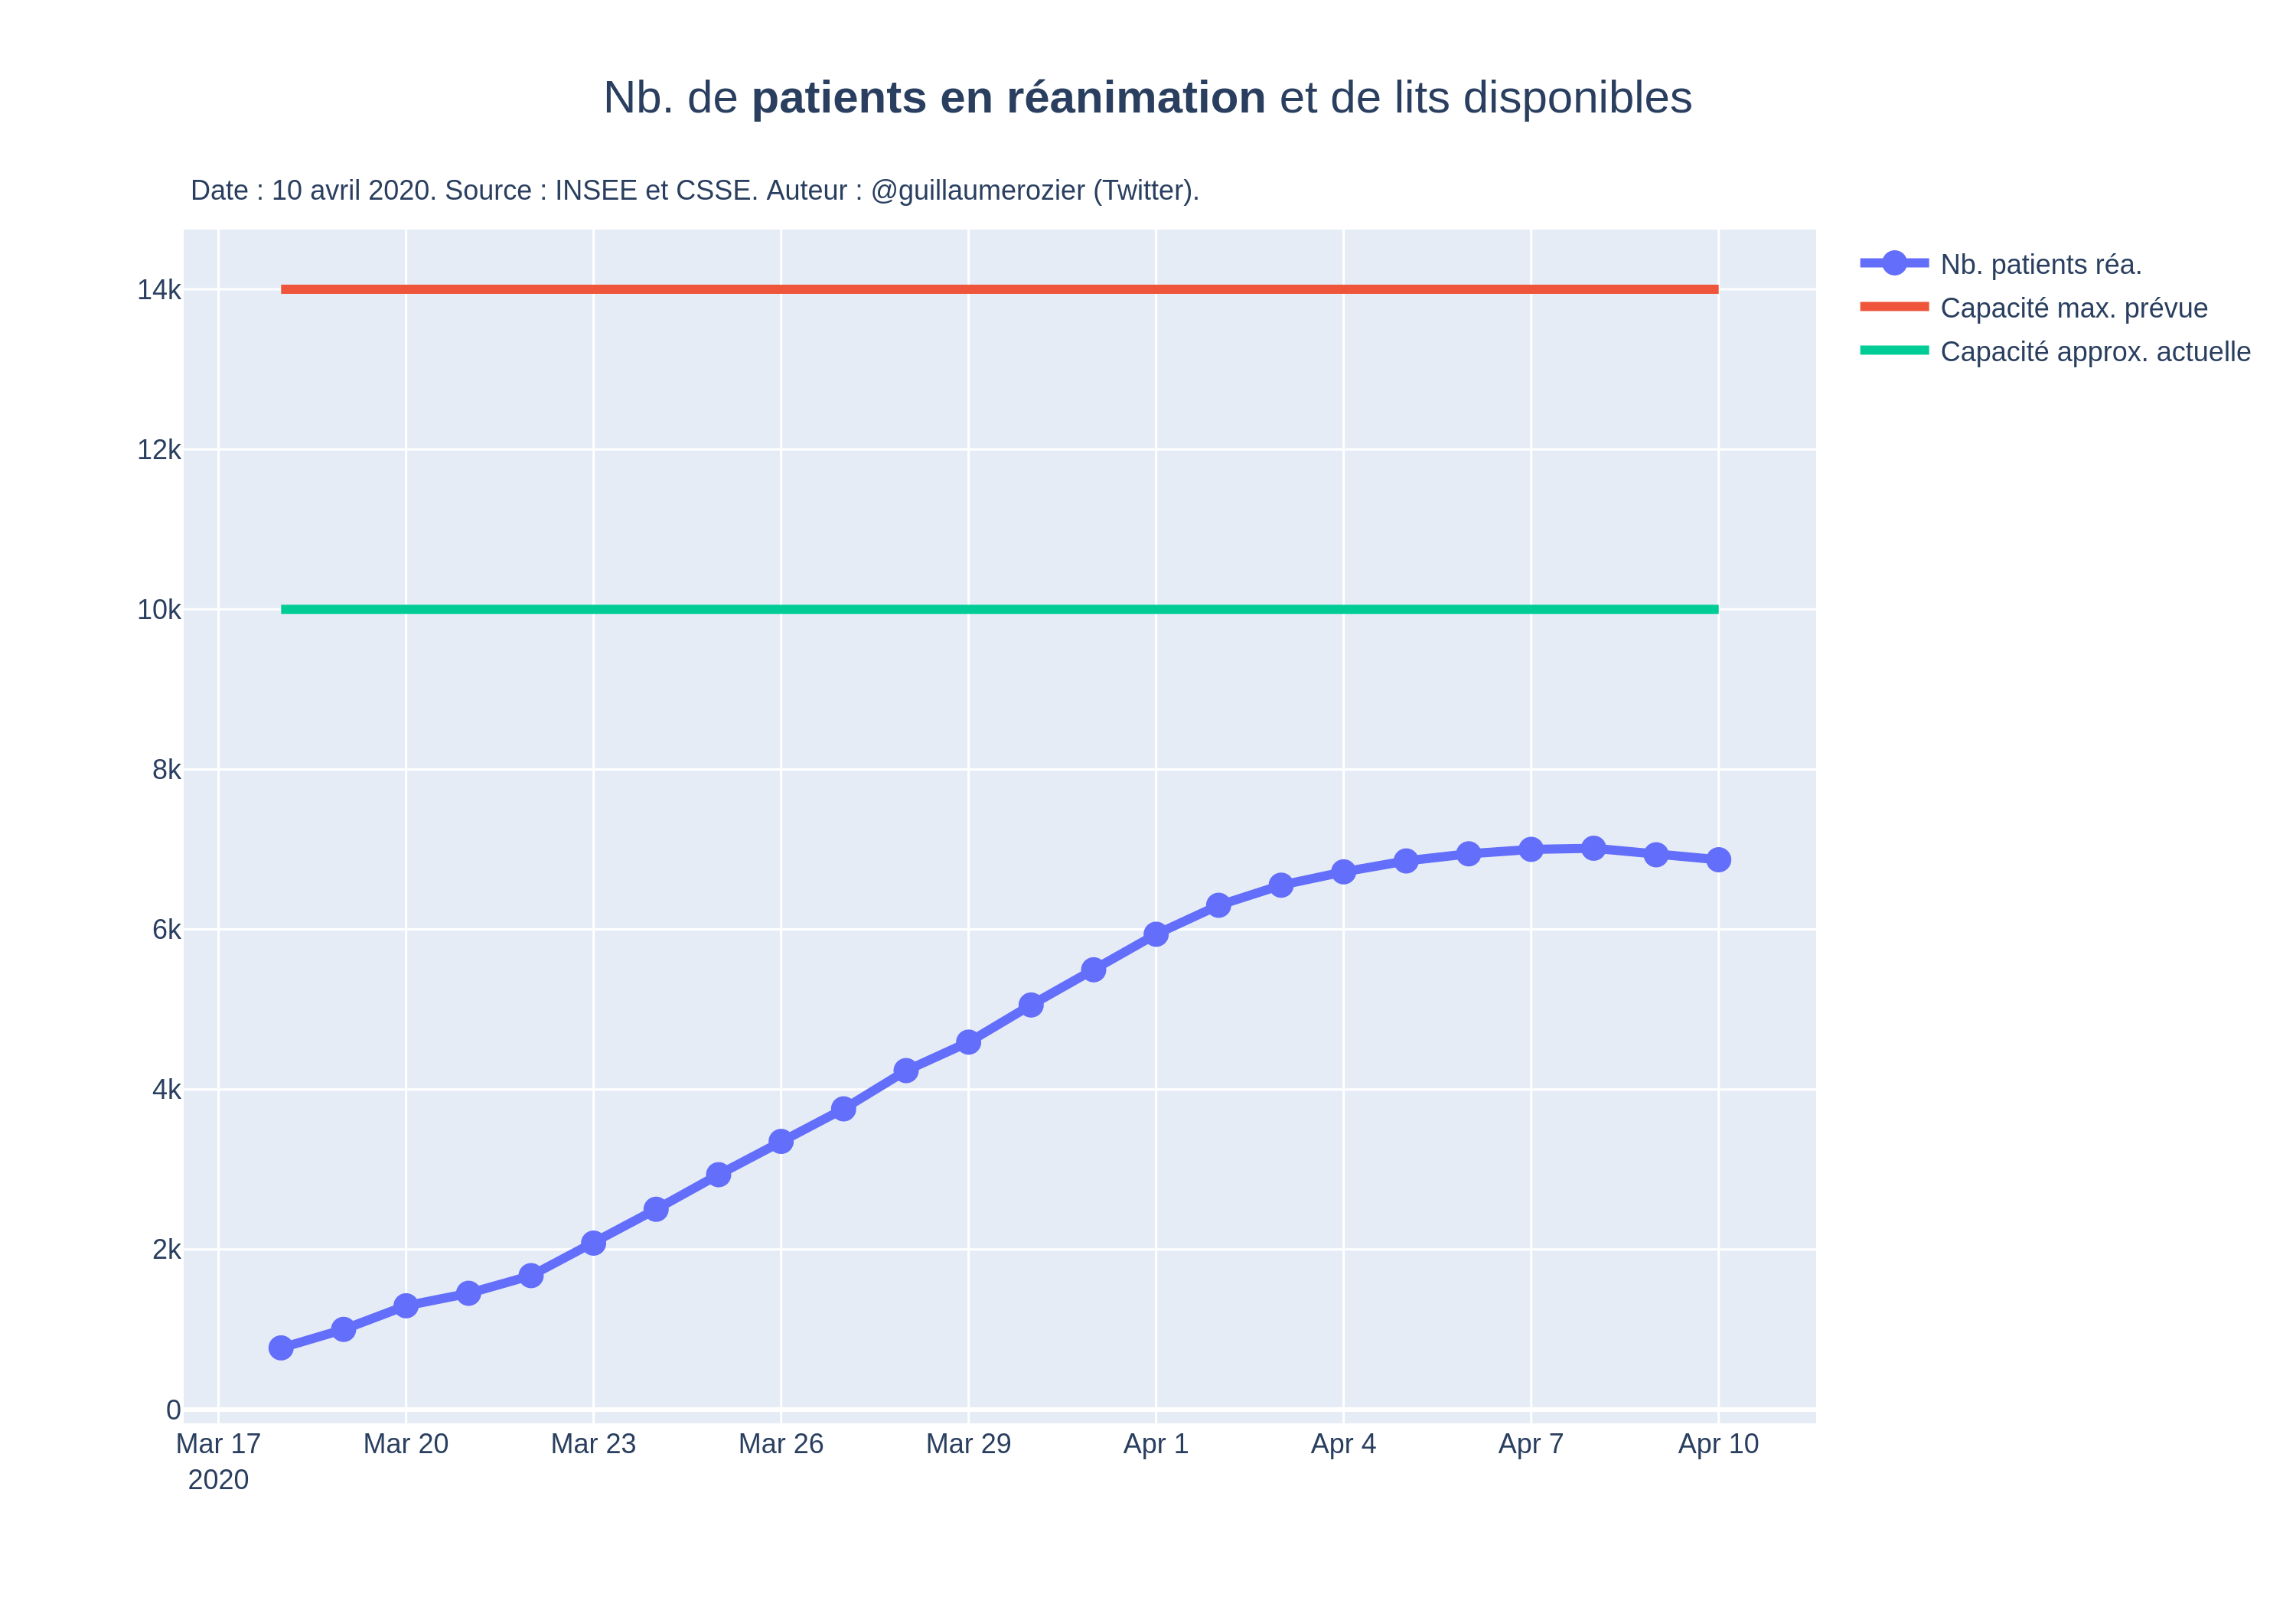 Nb. de patients en réanimation et de lits disponibles
Date : 10 avril 2020. Source : INSEE et CSSE. Auteur : @guillaumerozier (Twitter).
Nb. patients réa.
Capacité max. prévue
Capacité approx. actuelle
14k
12k
10k
8k
6k
4k
2k
0
Mar 17 Mar 20 Mar 23 Mar 26 Mar 29 Apr 1 Apr 4 Apr 7 Apr 10
2020